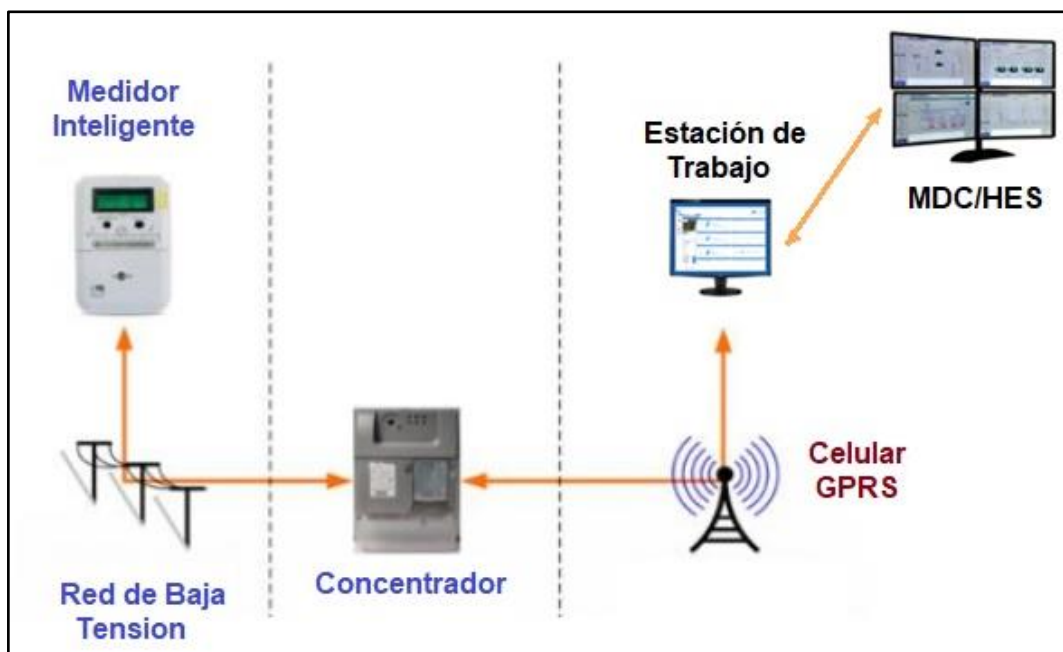 Medidor
Inteligente
Estación de
Trabajo
MDC/HES
Celular
GPRS
Concentrador
Red de Baja
Tension